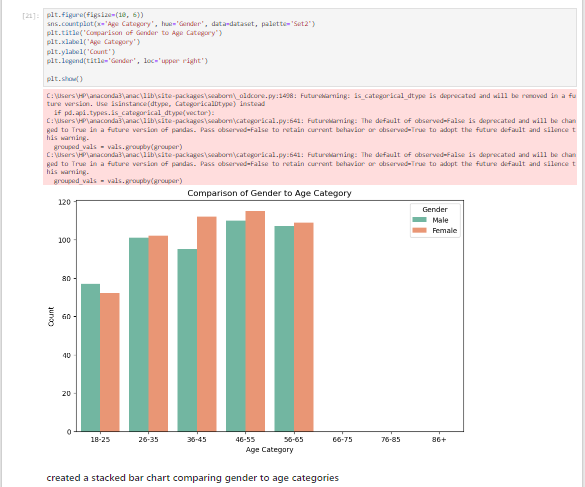 [21]: plt.figure(figsize=(10, 6))
sns.countplot(x='Age Category', hue='Gender', data=dataset, palette='Set2')
plt.title('Comparison of Gender to Age Category')
plt.xlabel('Age Category')
plt.ylabel('Count')
plt.legend(title='Gender', loc='upper right')
plt.show()
C:\Users\HP\anaconda3\anac\lib\site-packages\seaborn\_oldcore.py:1498: FutureWarning: is_categorical_dtype is deprecated and will be removed in a fu
ture version. Use isinstance(dtype, CategoricalDtype) instead
if pd.api.types.is_categorical_dtype(vector):
C:\Users\HP\anaconda3\anac\lib\site-packages\seaborn\categorical.py:641: FutureWarning: The default of observed=False is deprecated and will be chan
ged to True in a future version of pandas. Pass observed=False to retain current behavior or observed=True to adopt the future default and silence t
his warning.
grouped_vals = vals.groupby(grouper)
C:\Users\HP\anaconda3\anac\lib\site-packages\seaborn\categorical.py:641: FutureWarning: The default of observed=False is deprecated and will be chan
ged to True in a future version of pandas. Pass observed=False to retain current behavior or observed=True to adopt the future default and silence t
his warning.
grouped_vals = vals.groupby(grouper)
Comparison of Gender to Age Category
Gender
Male
Female
120
100
80
60
40
20
0
Count
18-25 26-35 36-45 46-55 56-65 66-75 76-85 86+
Age Category
created a stacked bar chart comparing gender to age categories